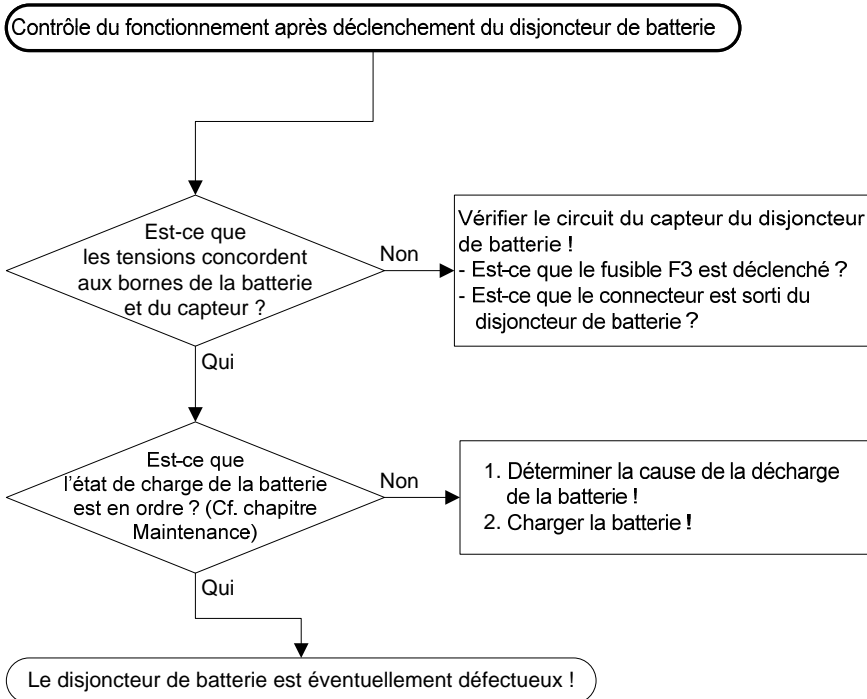 Contrôle du fonctionnement après déclenchement du disjoncteur de batterie
Est-ce que
les tensions concordent
aux bornes de la batterie
et du capteur ?
Non
Vérifier le circuit du capteur du disjoncteur
de batterie !
- Est-ce que le fusible F3 est déclenché ?
- Est-ce que le connecteur est sorti du
disjoncteur de batterie ?
Qui
Est-ce que
l'état de charge de la batterie
est en ordre ? (Cf. chapitre
Maintenance)
Non
1. Déterminer la cause de la décharge
de la batterie !
2. Charger la batterie !
Qui
Le disjoncteur de batterie est éventuellement défectueux !